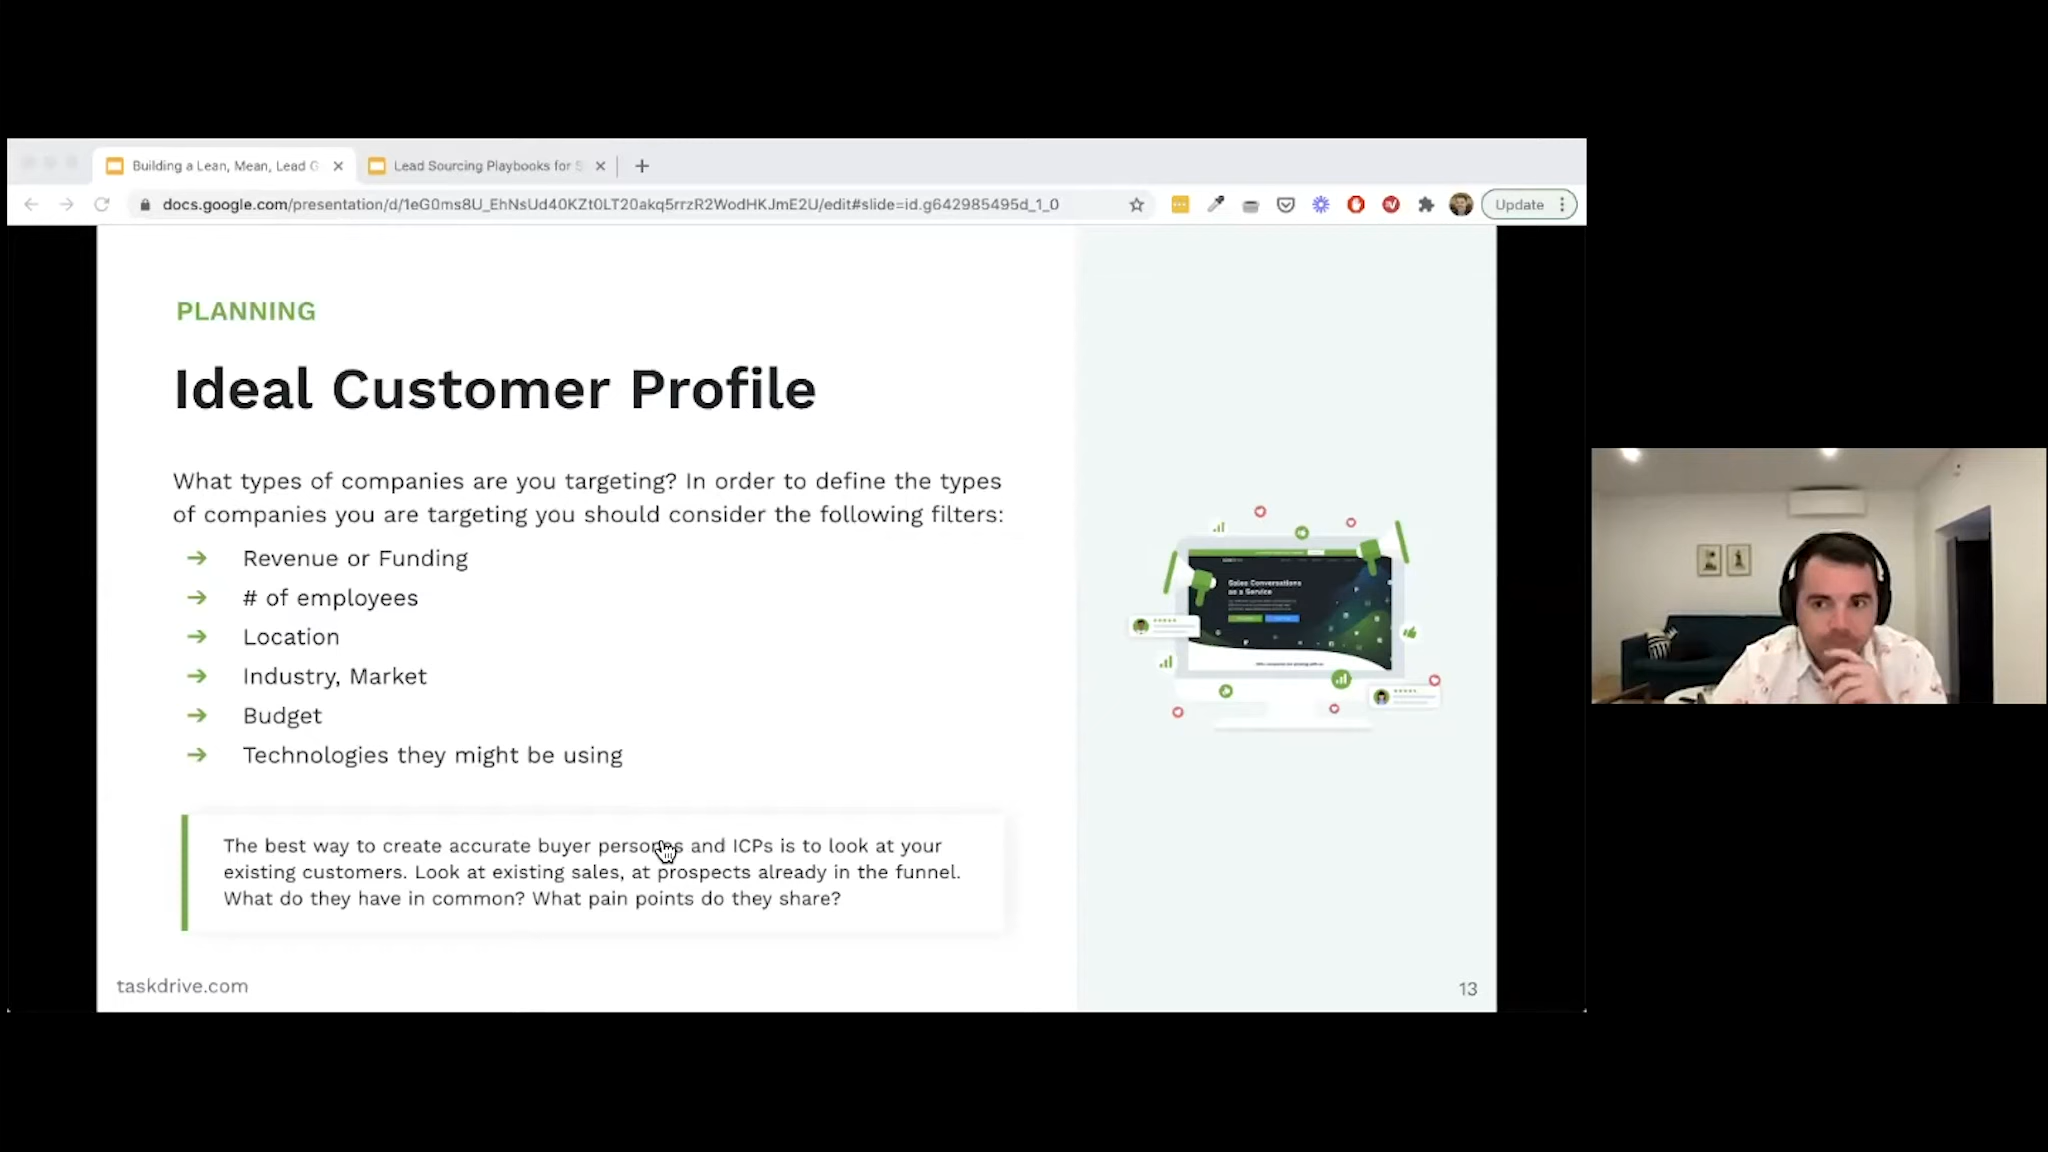 Building a Lean, Mean, Lead G
Lead Sourcing Playbooks for S
docs.google.com/presentation/d/1eG0ms8U_EhNsUd40KZt0LT20akq5rrzR2WodHKJmE2U/edit#slide=id.g642985495d_1_0
Update
PLANNING
Ideal Customer Profile
What types of companies are you targeting? In order to define the types
of companies you are targeting you should consider the following filters:
→ Revenue or Funding
→ # of employees
→ Location
→ Industry, Market
→ Budget
→ Technologies they might be using
Sales Conversations
as a Service
The best way to create accurate buyer personas and ICPs is to look at your
existing customers. Look at existing sales, at prospects already in the funnel.
What do they have in common? What pain points do they share?
taskdrive.com
13